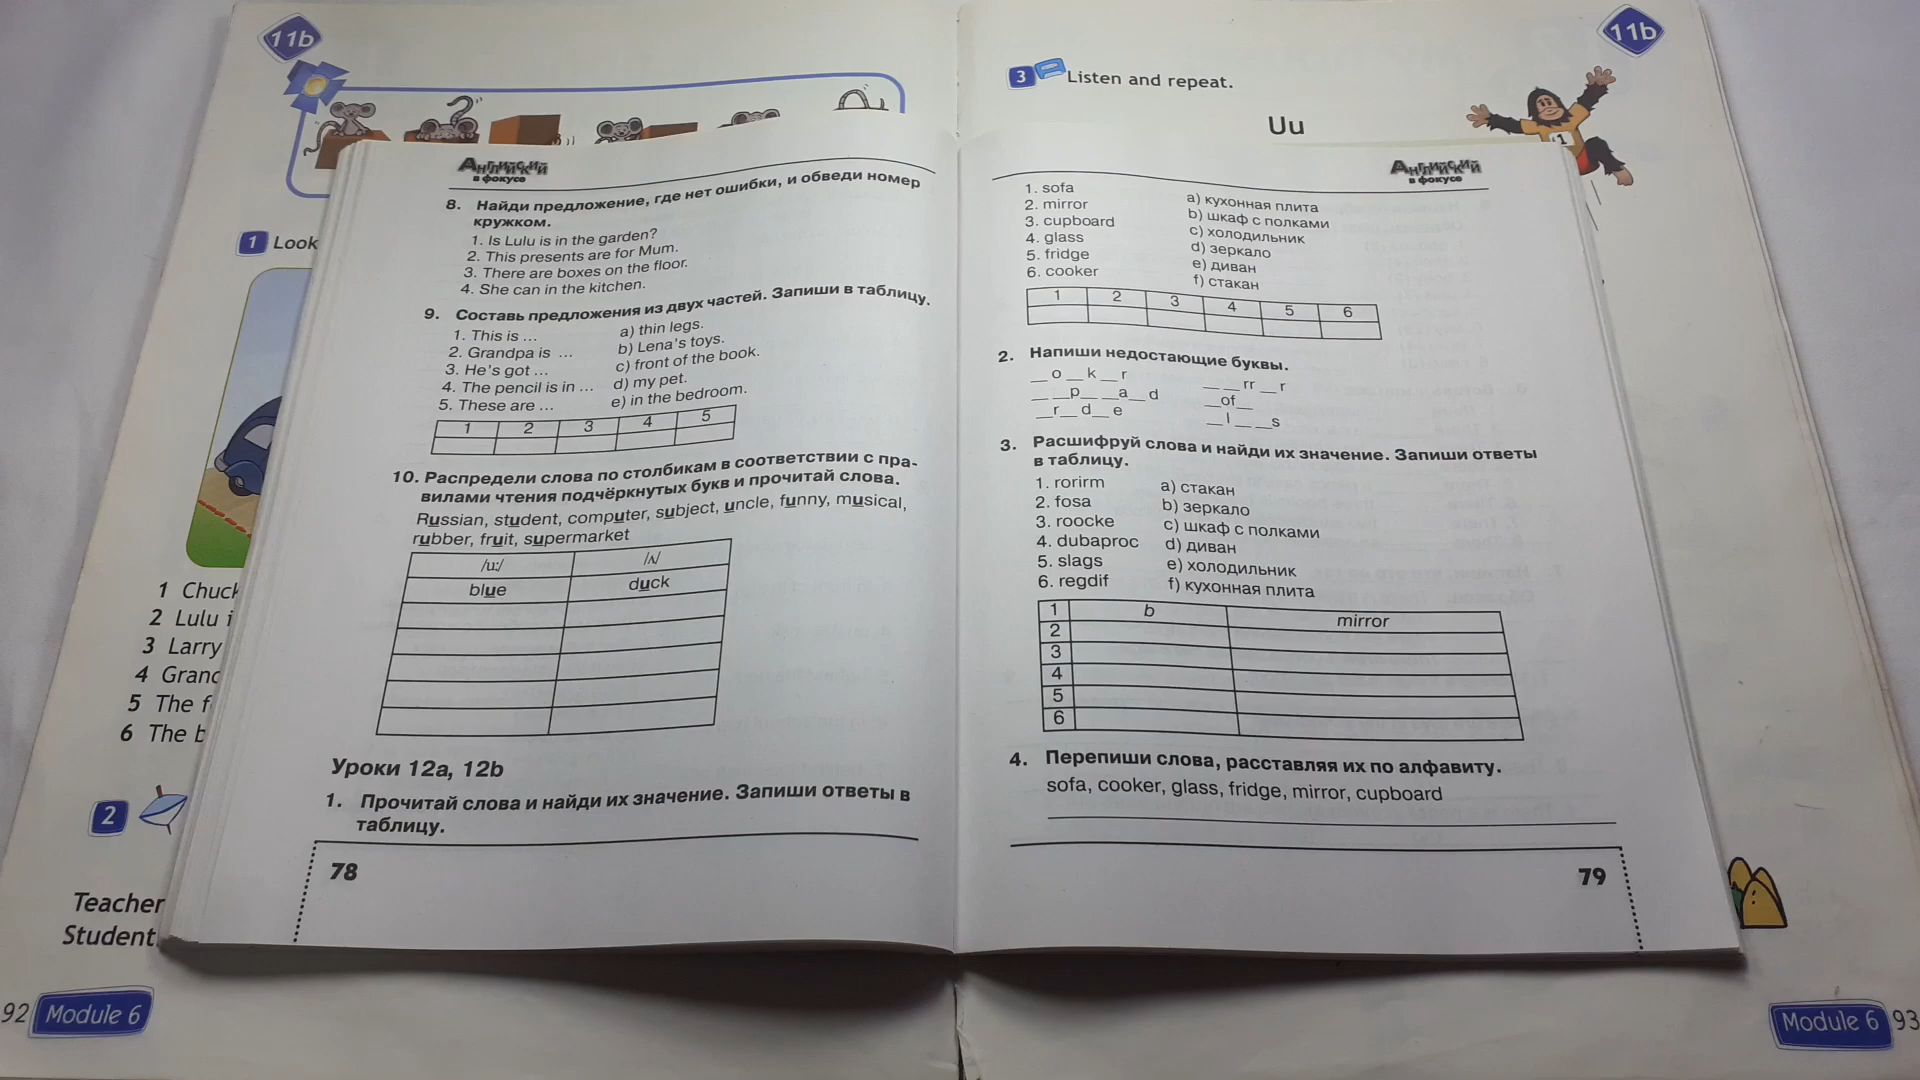 11b
1 Look
1 Chuck
2 Lulu i
3 Larry
4 Grand
5 The f
6 The b
2
Teacher
Student
92 Module 6
Английский
в фокусе
8. Найди предложение, где нет ошибки, и обведи номер
кружком.
1. Is Lulu is in the garden?
2. This presents are for Mum.
3. There are boxes on the floor.
4. She can in the kitchen.
9. Составь предложения из двух частей. Запиши в таблицу.
1. This is ... a) thin legs.
2. Grandpa is ... b) Lena's toys.
3. He's got ... c) front of the book.
4. The pencil is in ... d) my pet.
5. These are ... e) in the bedroom.
1 2 3 4 5
10. Распредели слова по столбикам в соответствии с пра-
вилами чтения подчёркнутых букв и прочитай слова.
Russian, student, computer, subject, uncle, funny, musical,
rubber, fruit, supermarket
/u:/ /ʌ/
blue duck
Уроки 12a, 12b
1. Прочитай слова и найди их значение. Запиши ответы в
таблицу.
78
11b
3 Listen and repeat.
Uu
1
Английский
в фокусе
1. sofa a) кухонная плита
2. mirror b) шкаф с полками
3. cupboard c) холодильник
4. glass d) зеркало
5. fridge e) диван
6. cooker f) стакан
1 2 3 4 5 6
2. Напиши недостающие буквы.
_ o _ k _ r _ _ rr _ r
_ _ p _ _ a _ d _ of _
_ r _ d _ e _ l _ _ s
3. Расшифруй слова и найди их значение. Запиши ответы
в таблицу.
1. rorirm a) стакан
2. fosa b) зеркало
3. roocke c) шкаф с полками
4. dubaproc d) диван
5. slags e) холодильник
6. regdif f) кухонная плита
1 b mirror
2
3
4
5
6
4. Перепиши слова, расставляя их по алфавиту.
sofa, cooker, glass, fridge, mirror, cupboard
79
Module 6 93